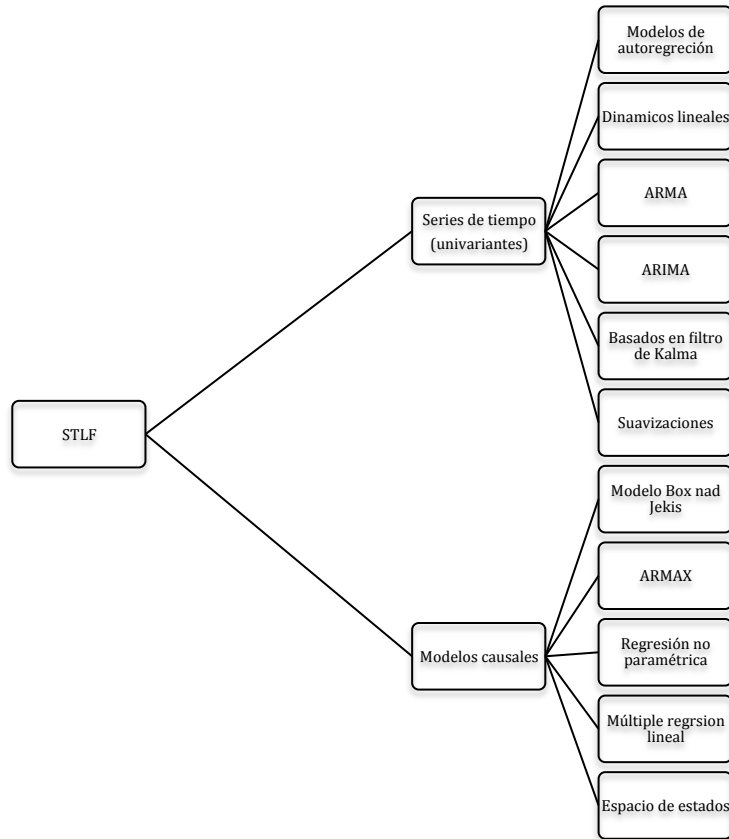 STLF
Series de tiempo
(univariantes)
Modelos de
autoregreción
Dinamicos lineales
ARMA
ARIMA
Basados en filtro
de Kalma
Suavizaciones
Modelos causales
Modelo Box nad
Jekis
ARMAX
Regresión no
paramétrica
Múltiple regrsion
lineal
Espacio de estados